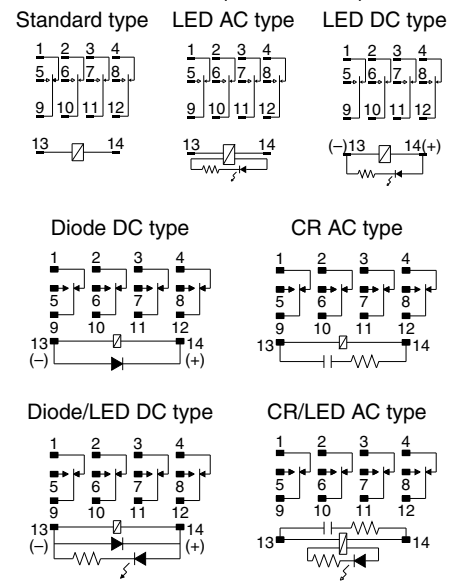 Standard type LED AC type LED DC type
1 2 3 4 1 2 3 4 1 2 3 4
5 6 7 8 5 6 7 8 5 6 7 8
9 10 11 12 9 10 11 12 9 10 11 12
13 14 13 14 (−)13 14(+)
Diode DC type CR AC type
1 2 3 4 1 2 3 4
5 6 7 8 5 6 7 8
9 10 11 12 9 10 11 12
13 14 13 14
(−) (+)
Diode/LED DC type CR/LED AC type
1 2 3 4 1 2 3 4
5 6 7 8 5 6 7 8
9 10 11 12 9 10 11 12
13 14 13 14
(−) (+)